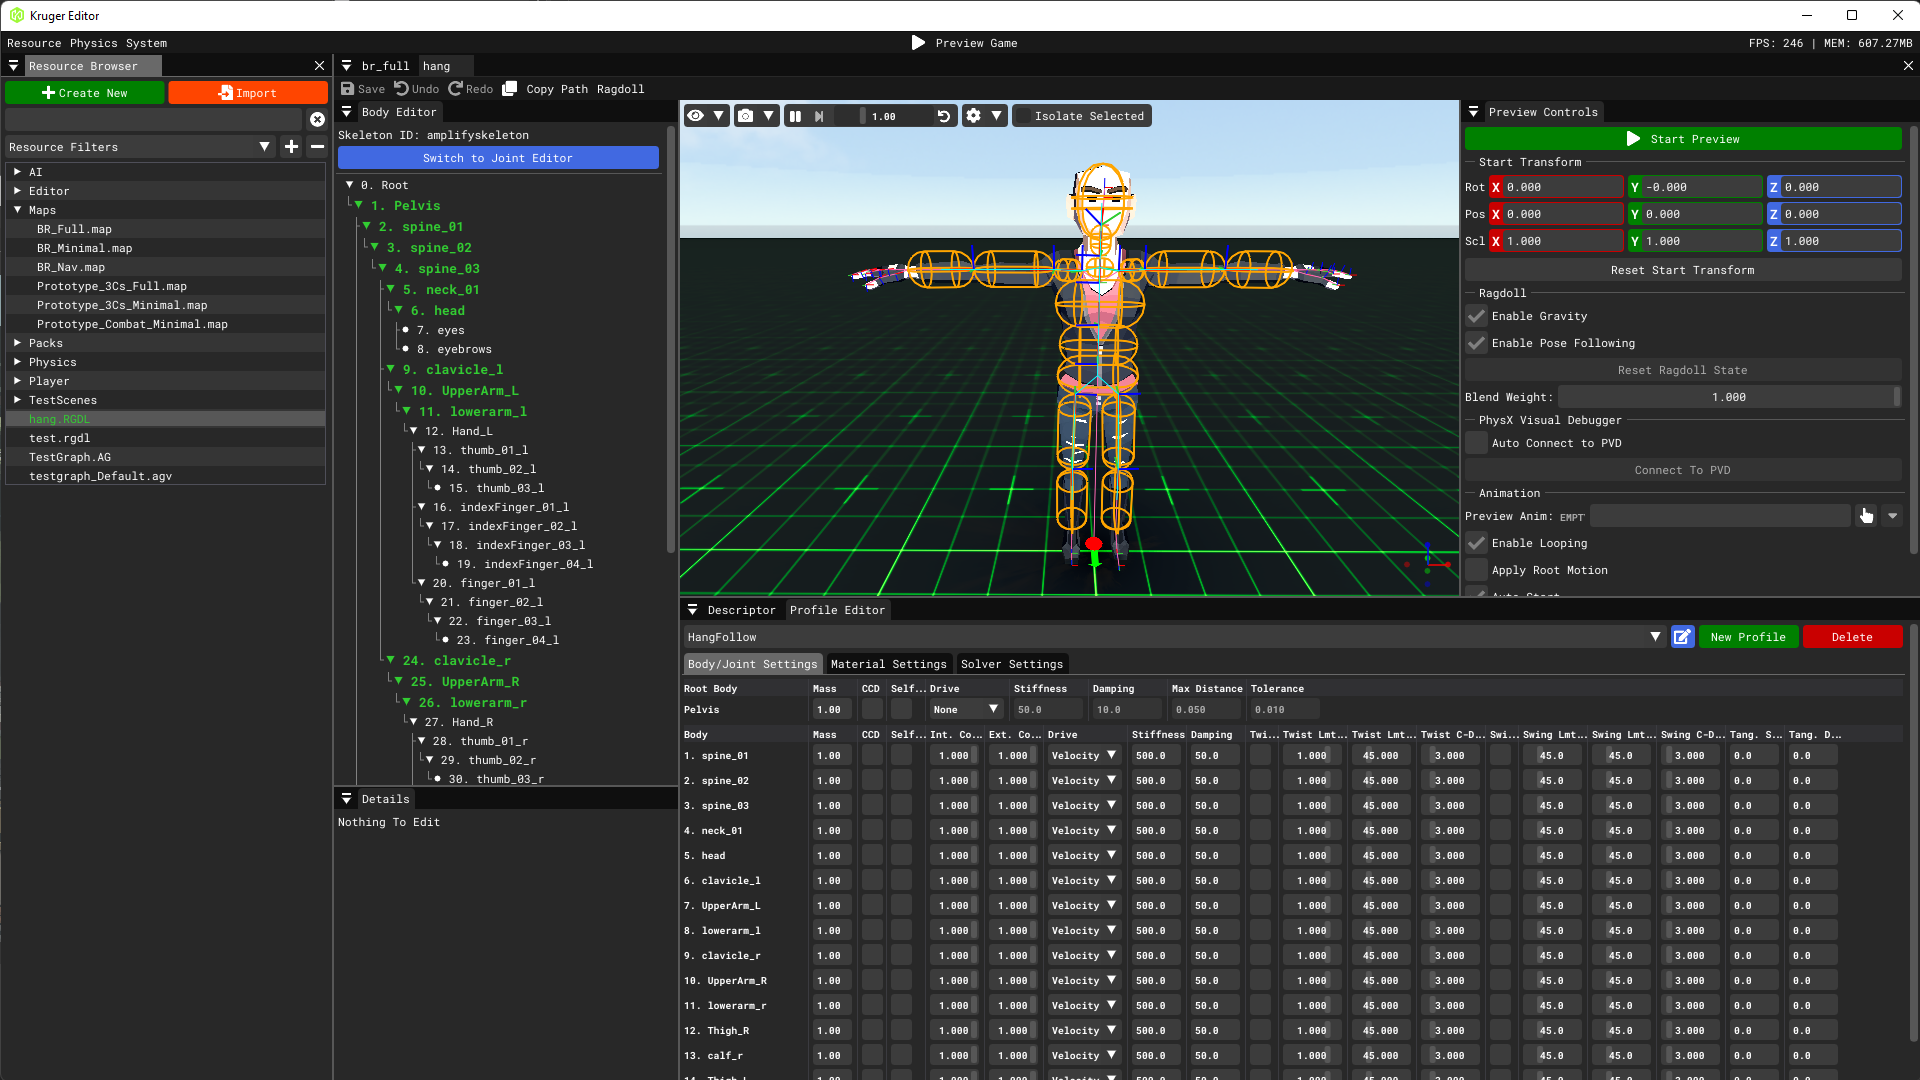 Kruger Editor
Resource Physics System
Preview Game
FPS: 246 | MEM: 607.27MB
Resource Browser
Create New
Import
Resource Filters
AI
Editor
Maps
BR_Full.map
BR_Minimal.map
BR_Nav.map
Prototype_3Cs_Full.map
Prototype_3Cs_Minimal.map
Prototype_Combat_Minimal.map
Packs
Physics
Player
TestScenes
hang.RGDL
test.rgdl
TestGraph.AG
testgraph_Default.agv
br_full hang
Save Undo Redo Copy Path Ragdoll
Body Editor
Skeleton ID: amplifyskeleton
Switch to Joint Editor
0. Root
1. Pelvis
2. spine_01
3. spine_02
4. spine_03
5. neck_01
6. head
7. eyes
8. eyebrows
9. clavicle_l
10. UpperArm_L
11. lowerarm_l
12. Hand_L
13. thumb_01_l
14. thumb_02_l
15. thumb_03_l
16. indexFinger_01_l
17. indexFinger_02_l
18. indexFinger_03_l
19. indexFinger_04_l
20. finger_01_l
21. finger_02_l
22. finger_03_l
23. finger_04_l
24. clavicle_r
25. UpperArm_R
26. lowerarm_r
27. Hand_R
28. thumb_01_r
29. thumb_02_r
30. thumb_03_r
Details
Nothing To Edit
1.00
Isolate Selected
Preview Controls
Start Preview
Start Transform
Rot X 0.000 Y -0.000 Z 0.000
Pos X 0.000 Y 0.000 Z 0.000
Scl X 1.000 Y 1.000 Z 1.000
Reset Start Transform
Ragdoll
Enable Gravity
Enable Pose Following
Reset Ragdoll State
Blend Weight: 1.000
PhysX Visual Debugger
Auto Connect to PVD
Connect To PVD
Animation
Preview Anim: EMPT
Enable Looping
Apply Root Motion
Auto Start
Descriptor Profile Editor
HangFollow
New Profile
Delete
Body/Joint Settings Material Settings Solver Settings
Root Body Mass CCD Self... Drive Stiffness Damping Max Distance Tolerance
Pelvis 1.00 None 50.0 10.0 0.050 0.010
Body Mass CCD Self... Int. Co... Ext. Co... Drive Stiffness Damping Twi... Twist Lmt... Twist Lmt... Twist C-D... Swi... Swing Lmt... Swing Lmt... Swing C-D... Tang. S... Tang. D...
1. spine_01 1.00 1.000 1.000 Velocity 500.0 50.0 1.000 45.000 3.000 45.0 45.0 3.000 0.0 0.0
2. spine_02 1.00 1.000 1.000 Velocity 500.0 50.0 1.000 45.000 3.000 45.0 45.0 3.000 0.0 0.0
3. spine_03 1.00 1.000 1.000 Velocity 500.0 50.0 1.000 45.000 3.000 45.0 45.0 3.000 0.0 0.0
4. neck_01 1.00 1.000 1.000 Velocity 500.0 50.0 1.000 45.000 3.000 45.0 45.0 3.000 0.0 0.0
5. head 1.00 1.000 1.000 Velocity 500.0 50.0 1.000 45.000 3.000 45.0 45.0 3.000 0.0 0.0
6. clavicle_l 1.00 1.000 1.000 Velocity 500.0 50.0 1.000 45.000 3.000 45.0 45.0 3.000 0.0 0.0
7. UpperArm_L 1.00 1.000 1.000 Velocity 500.0 50.0 1.000 45.000 3.000 45.0 45.0 3.000 0.0 0.0
8. lowerarm_l 1.00 1.000 1.000 Velocity 500.0 50.0 1.000 45.000 3.000 45.0 45.0 3.000 0.0 0.0
9. clavicle_r 1.00 1.000 1.000 Velocity 500.0 50.0 1.000 45.000 3.000 45.0 45.0 3.000 0.0 0.0
10. UpperArm_R 1.00 1.000 1.000 Velocity 500.0 50.0 1.000 45.000 3.000 45.0 45.0 3.000 0.0 0.0
11. lowerarm_r 1.00 1.000 1.000 Velocity 500.0 50.0 1.000 45.000 3.000 45.0 45.0 3.000 0.0 0.0
12. Thigh_R 1.00 1.000 1.000 Velocity 500.0 50.0 1.000 45.000 3.000 45.0 45.0 3.000 0.0 0.0
13. calf_r 1.00 1.000 1.000 Velocity 500.0 50.0 1.000 45.000 3.000 45.0 45.0 3.000 0.0 0.0